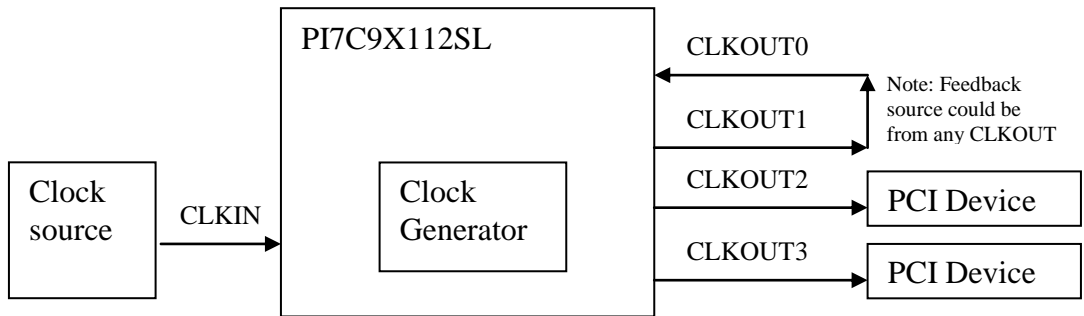 PI7C9X112SL
CLKOUT0
Note: Feedback
source could be
from any CLKOUT
CLKOUT1
Clock
source
CLKIN
Clock
Generator
CLKOUT2
PCI Device
CLKOUT3
PCI Device